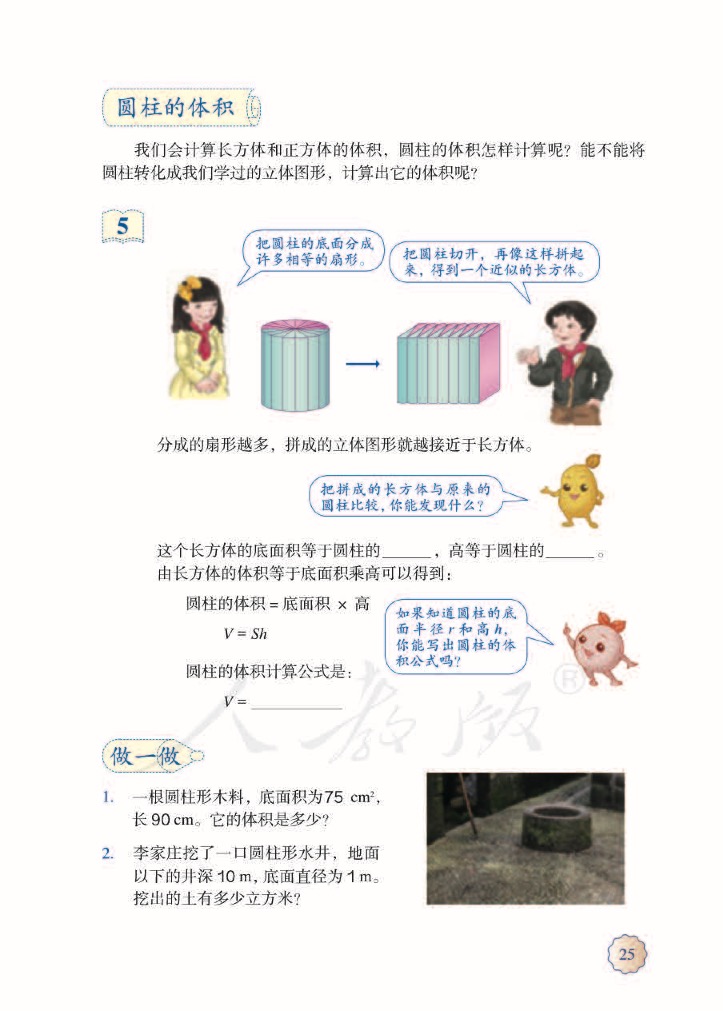 圆柱的体积
我们会计算长方体和正方体的体积，圆柱的体积怎样计算呢？能不能将
圆柱转化成我们学过的立体图形，计算出它的体积呢？
5
把圆柱的底面分成
许多相等的扇形。
把圆柱切开，再像这样拼起
来，得到一个近似的长方体。
分成的扇形越多，拼成的立体图形就越接近于长方体。
把拼成的长方体与原来的
圆柱比较，你能发现什么？
这个长方体的底面积等于圆柱的______，高等于圆柱的______。
由长方体的体积等于底面积乘高可以得到：
圆柱的体积=底面积 × 高
V = Sh
如果知道圆柱的底
面半径 r 和高 h，
你能写出圆柱的体
积公式吗？
圆柱的体积计算公式是：
V = ___________
人教版®
做一做
1. 一根圆柱形木料，底面积为75 cm²，
长 90 cm。它的体积是多少？
2. 李家庄挖了一口圆柱形水井，地面
以下的井深 10 m，底面直径为 1 m。
挖出的土有多少立方米？
25